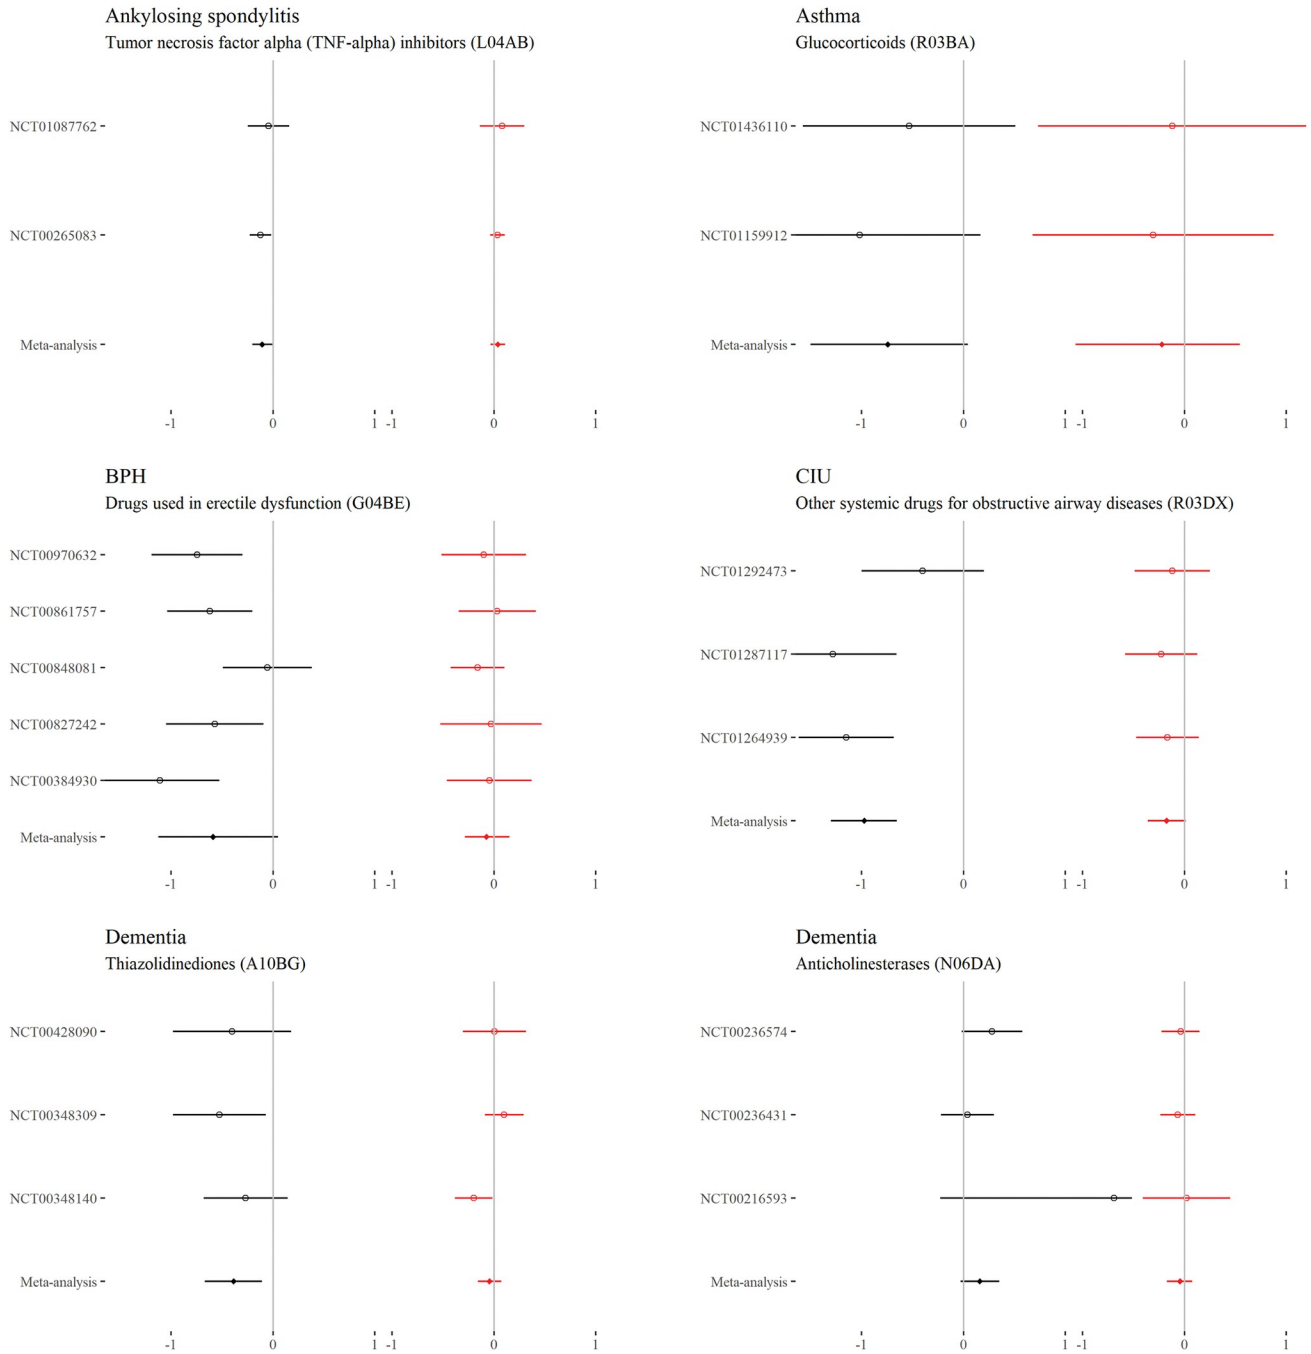 Ankylosing spondylitis
Tumor necrosis factor alpha (TNF-alpha) inhibitors (L04AB)
NCT01087762
NCT00265083
Meta-analysis
-1 0 1 -1 0 1
Asthma
Glucocorticoids (R03BA)
NCT01436110
NCT01159912
Meta-analysis
-1 0 1 -1 0 1
BPH
Drugs used in erectile dysfunction (G04BE)
NCT00970632
NCT00861757
NCT00848081
NCT00827242
NCT00384930
Meta-analysis
-1 0 1 -1 0 1
CIU
Other systemic drugs for obstructive airway diseases (R03DX)
NCT01292473
NCT01287117
NCT01264939
Meta-analysis
-1 0 1 -1 0 1
Dementia
Thiazolidinediones (A10BG)
NCT00428090
NCT00348309
NCT00348140
Meta-analysis
-1 0 1 -1 0 1
Dementia
Anticholinesterases (N06DA)
NCT00236574
NCT00236431
NCT00216593
Meta-analysis
-1 0 1 -1 0 1